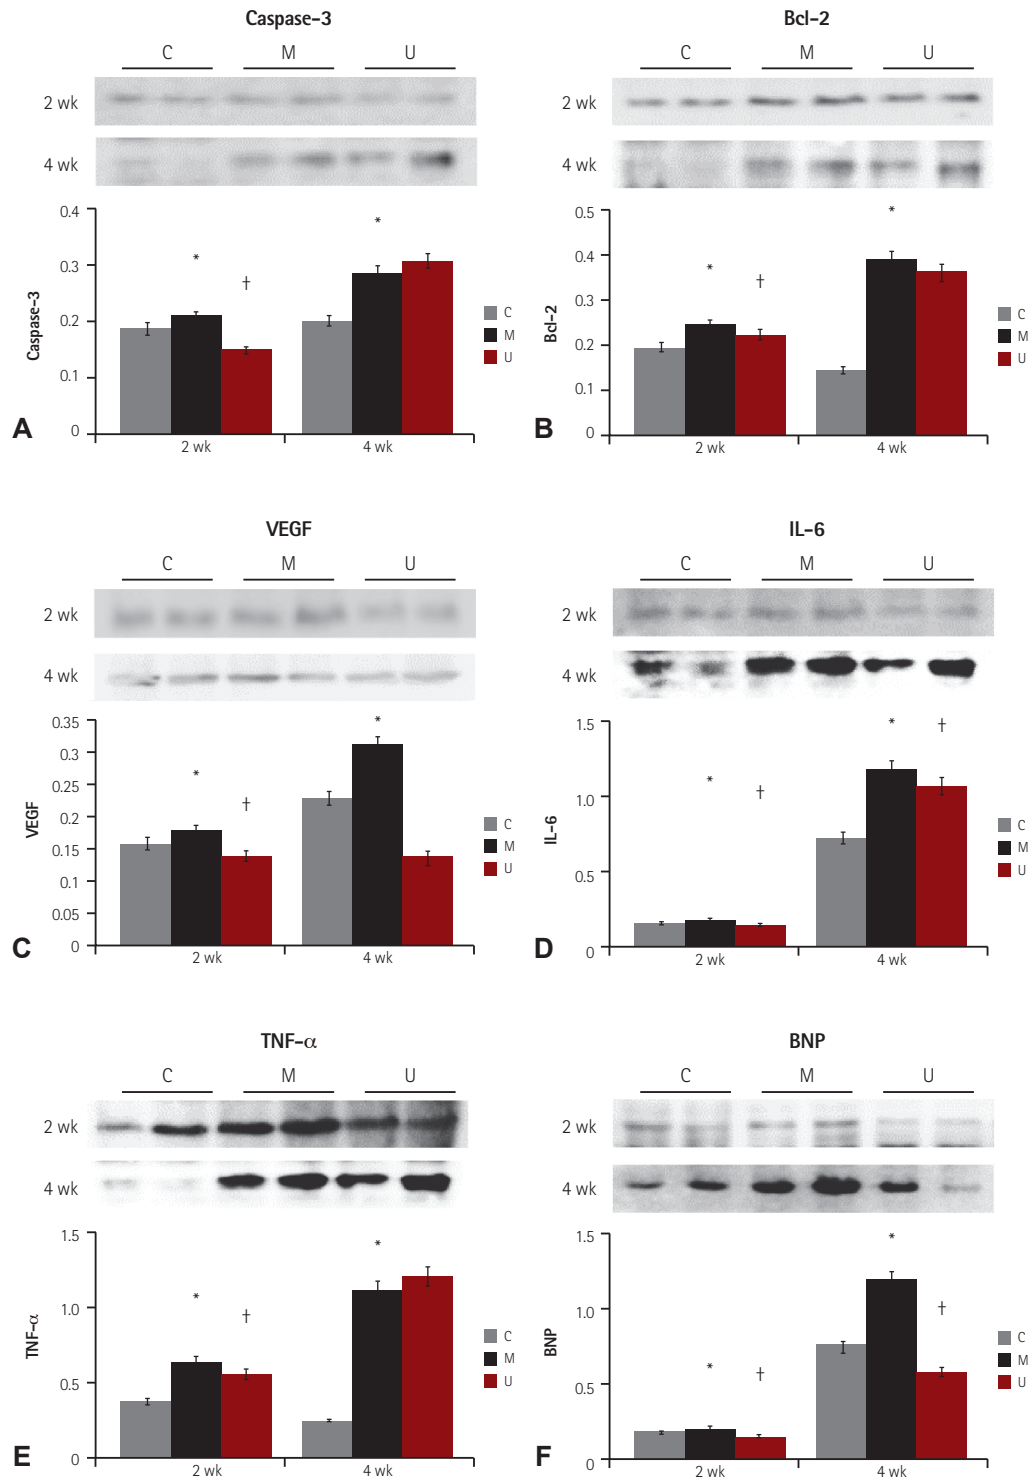 Caspase-3
C M U
2 wk
4 wk
0.4
0.3
0.2
0.1
0
Caspase-3
* † *
2 wk 4 wk
C
M
U
A
Bcl-2
C M U
2 wk
4 wk
0.5
0.4
0.3
0.2
0.1
0
Bcl-2
* † *
2 wk 4 wk
C
M
U
B
VEGF
C M U
2 wk
4 wk
0.35
0.3
0.25
0.2
0.15
0.1
0.05
0
VEGF
* † *
2 wk 4 wk
C
M
U
C
IL-6
C M U
2 wk
4 wk
1.5
1.0
0.5
0
IL-6
* † * †
2 wk 4 wk
C
M
U
D
TNF-α
C M U
2 wk
4 wk
1.5
1.0
0.5
0
TNF-α
* † *
2 wk 4 wk
C
M
U
E
BNP
C M U
2 wk
4 wk
1.5
1.0
0.5
0
BNP
* † * †
2 wk 4 wk
C
M
U
F